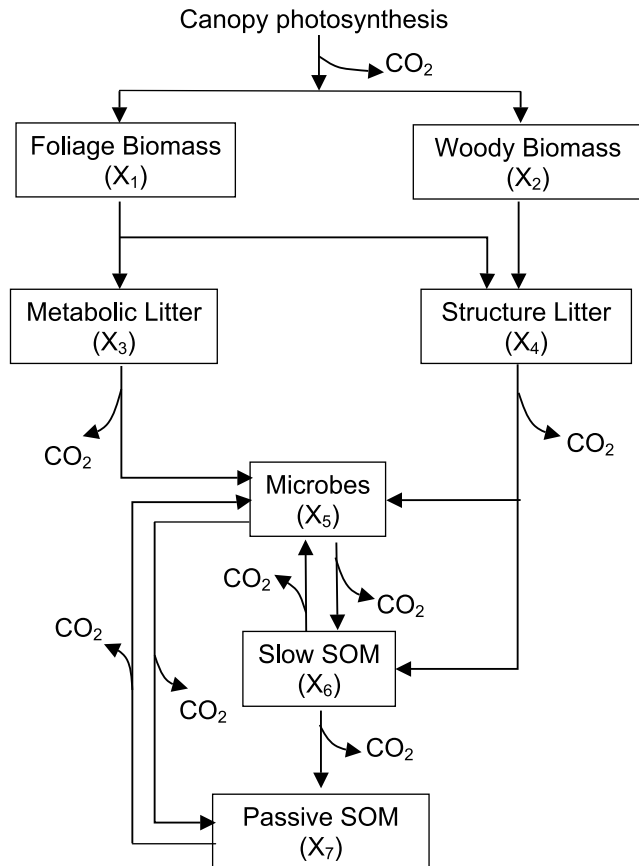 Canopy photosynthesis
CO₂
Foliage Biomass
(X₁)
Woody Biomass
(X₂)
Metabolic Litter
(X₃)
Structure Litter
(X₄)
CO₂
CO₂
Microbes
(X₅)
CO₂
CO₂
CO₂
Slow SOM
(X₆)
CO₂
CO₂
Passive SOM
(X₇)